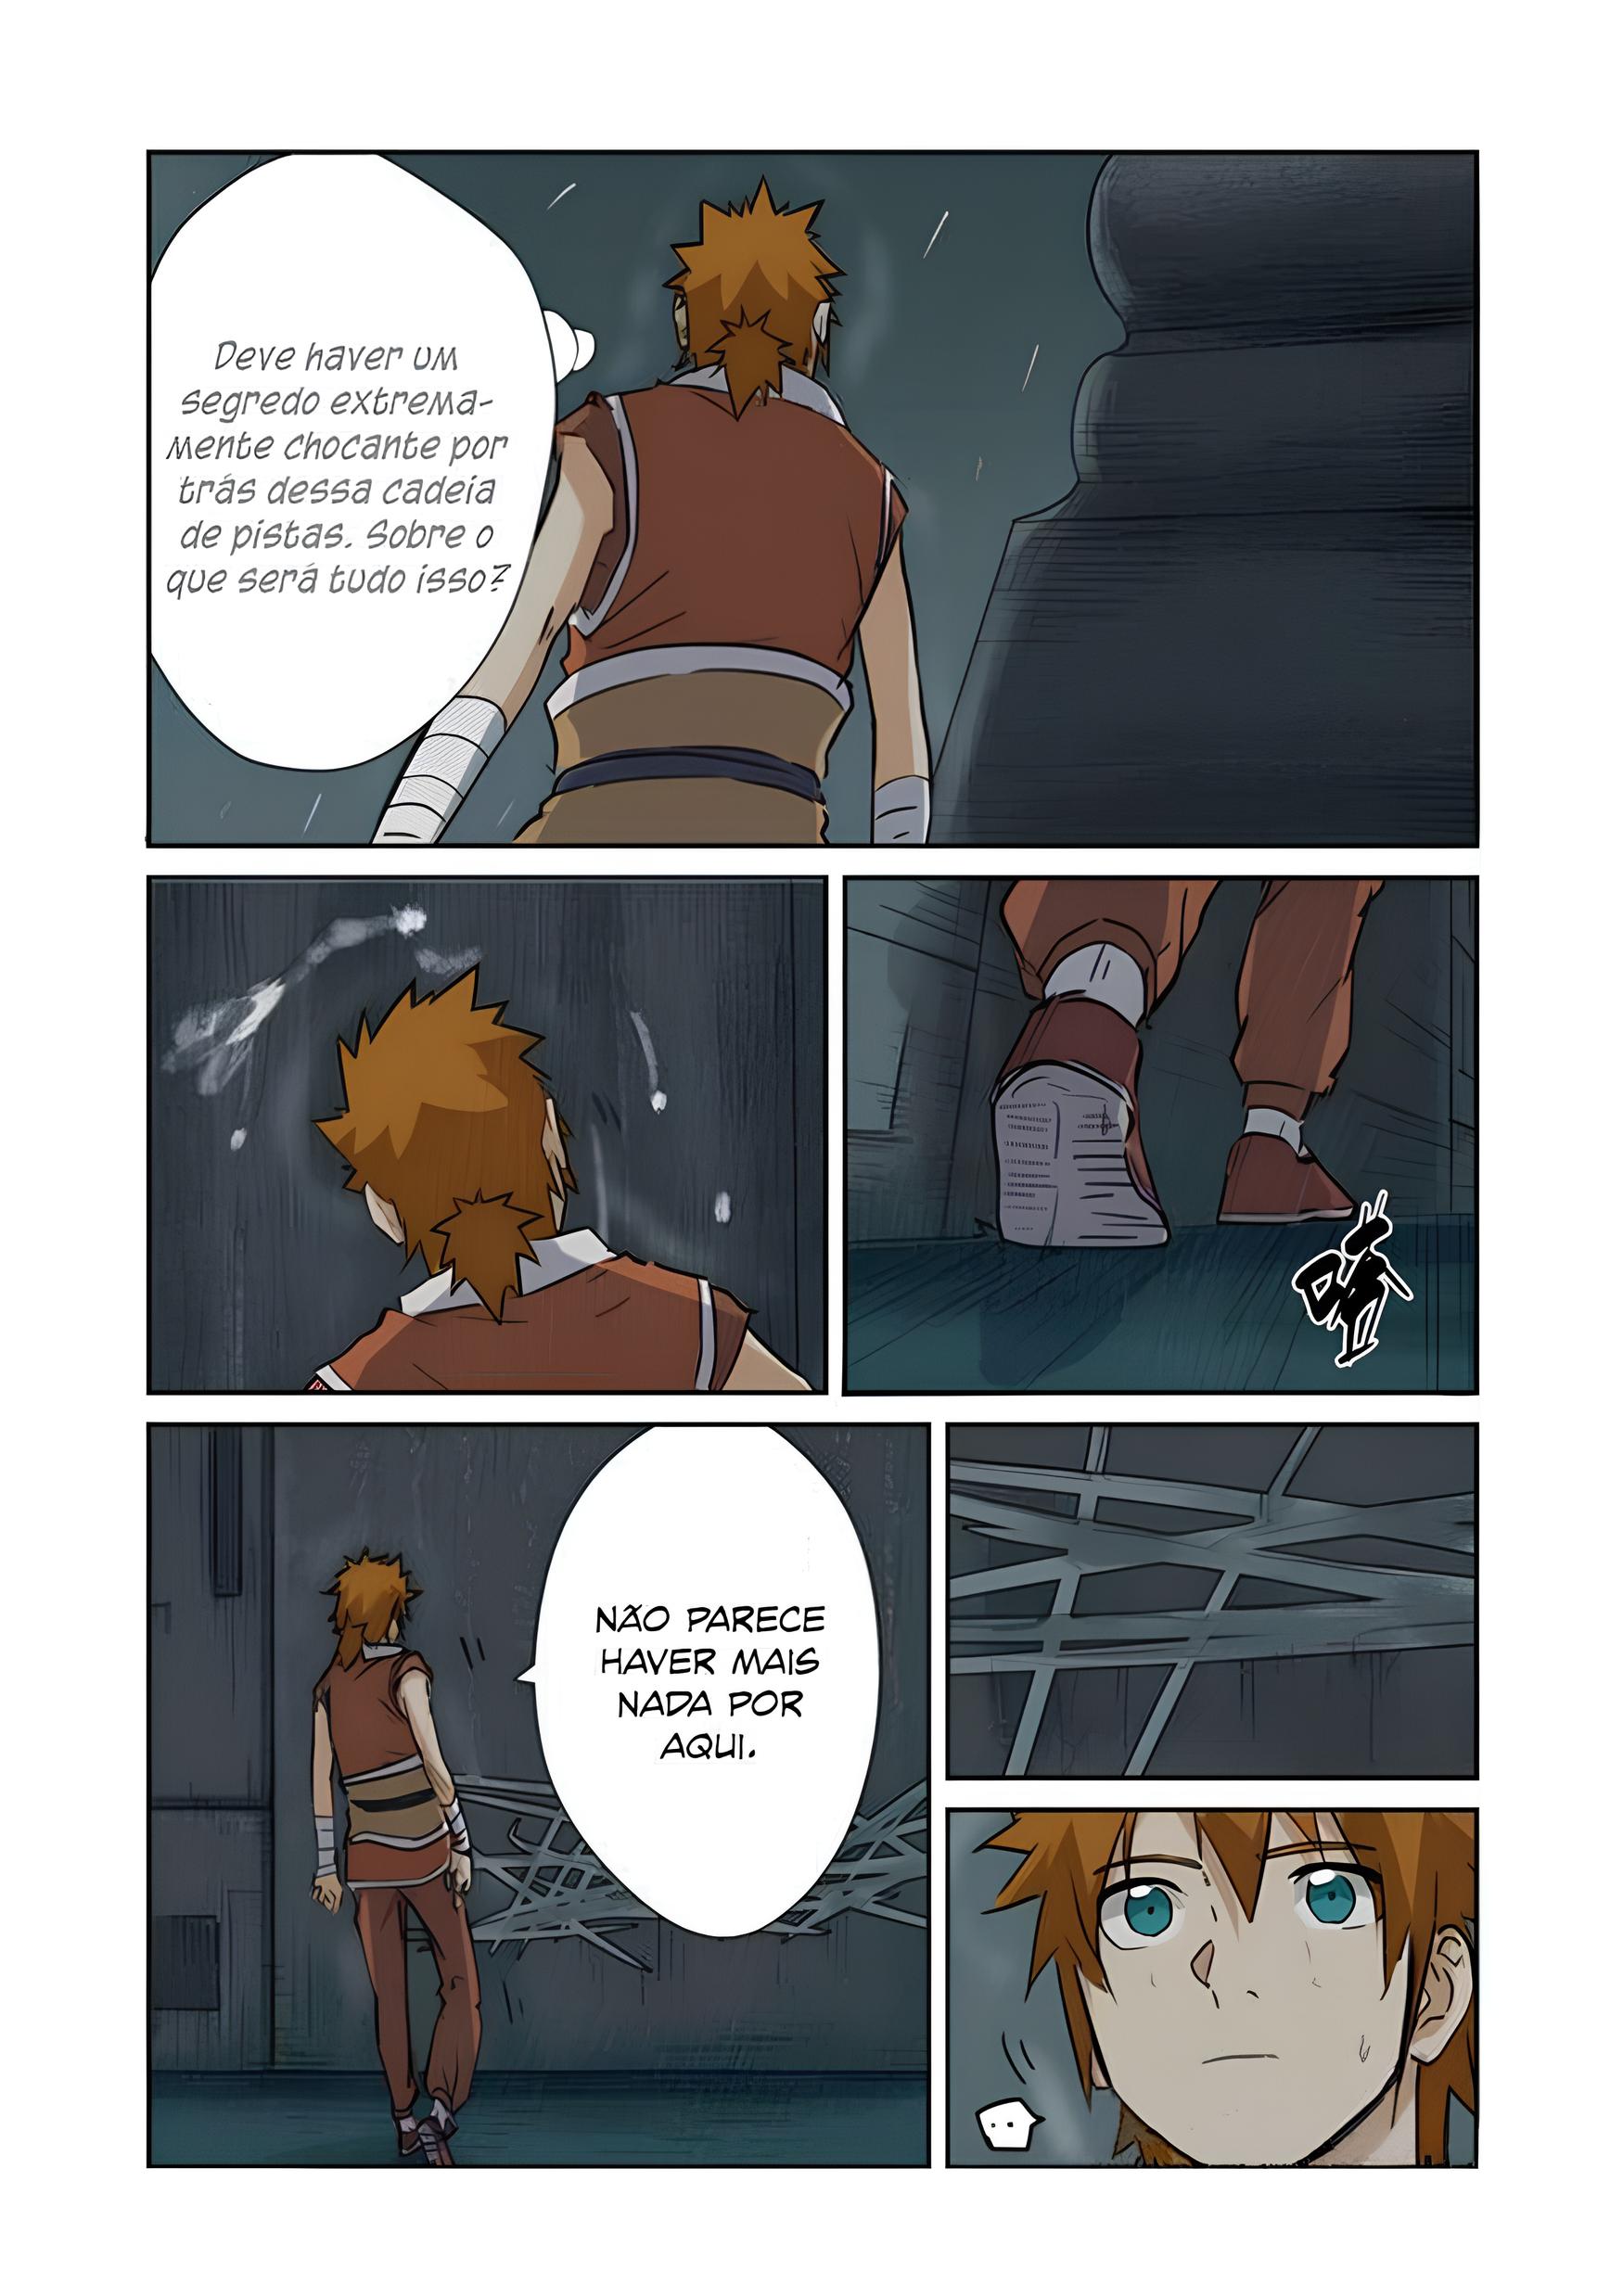 Deve haver um
segredo extrema-
mente chocante por
trás dessa cadeia
de pistas. Sobre o
que será tudo isso?
NÃO PARECE
HAVER MAIS
NADA POR
AQUI.
..